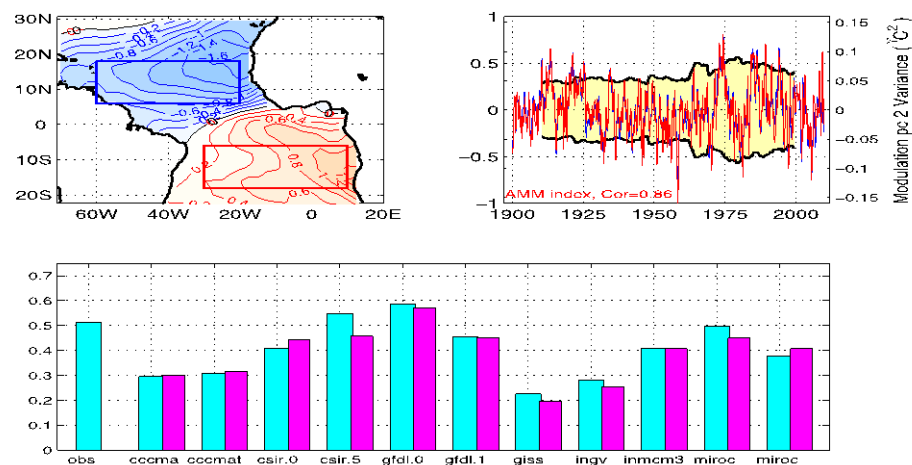 30N
20N
10N
0
10S
20S
60W 40W 20W 0 20E
1
0.5
0
−0.5
−1
0.15
0.10
0.05
0.0
−0.05
−0.1
−0.15
Modulation pc 2 Variance (°C²)
AMM index, Cor=0.86
1900 1925 1950 1975 2000
0.7
0.6
0.5
0.4
0.3
0.2
0.1
0
obs cccma cccmat csir.0 csir.5 gfdl.0 gfdl.1 giss ingv inmcm3 miroc miroc